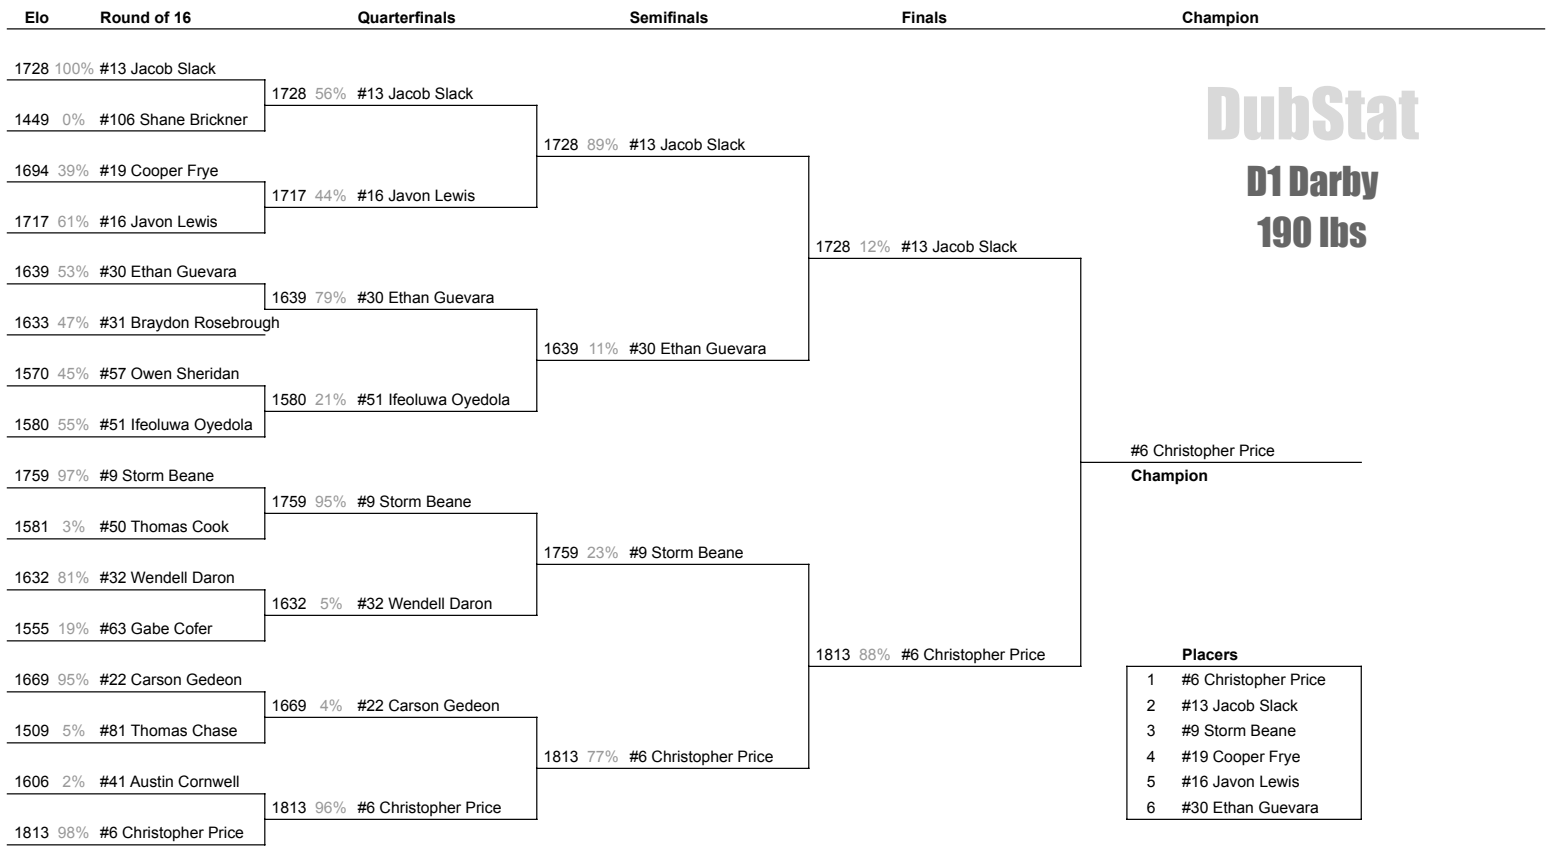 Elo Round of 16 Quarterfinals Semifinals Finals Champion
1728 100% #13 Jacob Slack
1728 56% #13 Jacob Slack
1449 0% #106 Shane Brickner
1728 89% #13 Jacob Slack
1694 39% #19 Cooper Frye
1717 44% #16 Javon Lewis
1717 61% #16 Javon Lewis
1728 12% #13 Jacob Slack
1639 53% #30 Ethan Guevara
1639 79% #30 Ethan Guevara
1633 47% #31 Braydon Rosebrough
1639 11% #30 Ethan Guevara
1570 45% #57 Owen Sheridan
1580 21% #51 Ifeoluwa Oyedola
1580 55% #51 Ifeoluwa Oyedola
#6 Christopher Price
Champion
1759 97% #9 Storm Beane
1759 95% #9 Storm Beane
1581 3% #50 Thomas Cook
1759 23% #9 Storm Beane
1632 81% #32 Wendell Daron
1632 5% #32 Wendell Daron
1555 19% #63 Gabe Cofer
1813 88% #6 Christopher Price
1669 95% #22 Carson Gedeon
1669 4% #22 Carson Gedeon
1509 5% #81 Thomas Chase
1813 77% #6 Christopher Price
1606 2% #41 Austin Cornwell
1813 96% #6 Christopher Price
1813 98% #6 Christopher Price
DubStat
D1 Darby
190 lbs
Placers
1 #6 Christopher Price
2 #13 Jacob Slack
3 #9 Storm Beane
4 #19 Cooper Frye
5 #16 Javon Lewis
6 #30 Ethan Guevara